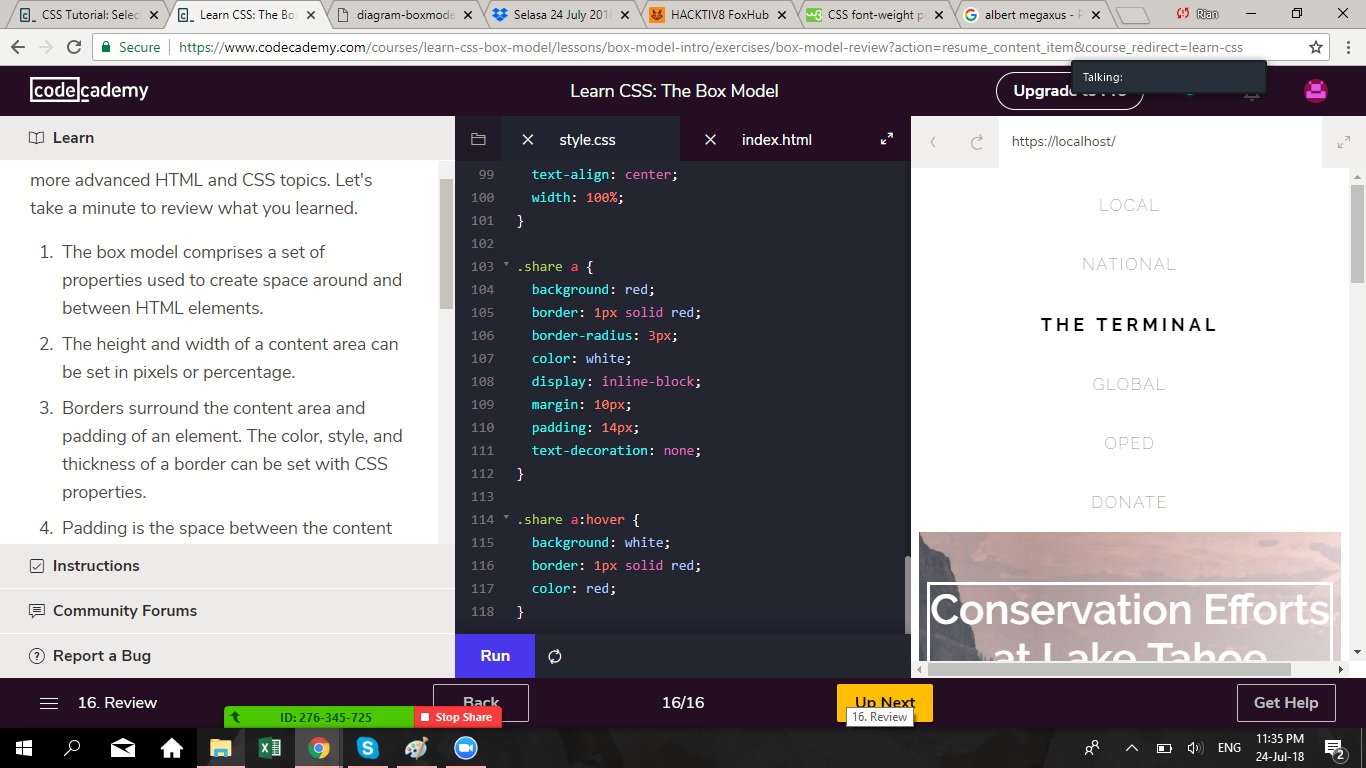 CSS Tutorial: Selec
Learn CSS: The Box
diagram-boxmode
Selasa 24 July 201
HACKTIV8 FoxHub
CSS font-weight p
albert megaxus -
Rian
Secure
https://www.codecademy.com/courses/learn-css-box-model/lessons/box-model-intro/exercises/box-model-review?action=resume_content_item&course_redirect=learn-css
Talking:
codecademy
Learn CSS: The Box Model
Upgrade to Pro
Learn
style.css
index.html
https://localhost/
more advanced HTML and CSS topics. Let's
take a minute to review what you learned.
1. The box model comprises a set of
properties used to create space around and
between HTML elements.
2. The height and width of a content area can
be set in pixels or percentage.
3. Borders surround the content area and
padding of an element. The color, style, and
thickness of a border can be set with CSS
properties.
4. Padding is the space between the content
Instructions
Community Forums
Report a Bug
99 text-align: center;
100 width: 100%;
101 }
102
103 .share a {
104 background: red;
105 border: 1px solid red;
106 border-radius: 3px;
107 color: white;
108 display: inline-block;
109 margin: 10px;
110 padding: 14px;
111 text-decoration: none;
112 }
113
114 .share a:hover {
115 background: white;
116 border: 1px solid red;
117 color: red;
118 }
Run
LOCAL
NATIONAL
THE TERMINAL
GLOBAL
OPED
DONATE
Conservation Efforts
at Lake Tahoe
16. Review
Back
16/16
Up Next
16. Review
Get Help
ID: 276-345-725
Stop Share
ENG
11:35 PM
24-Jul-18
2